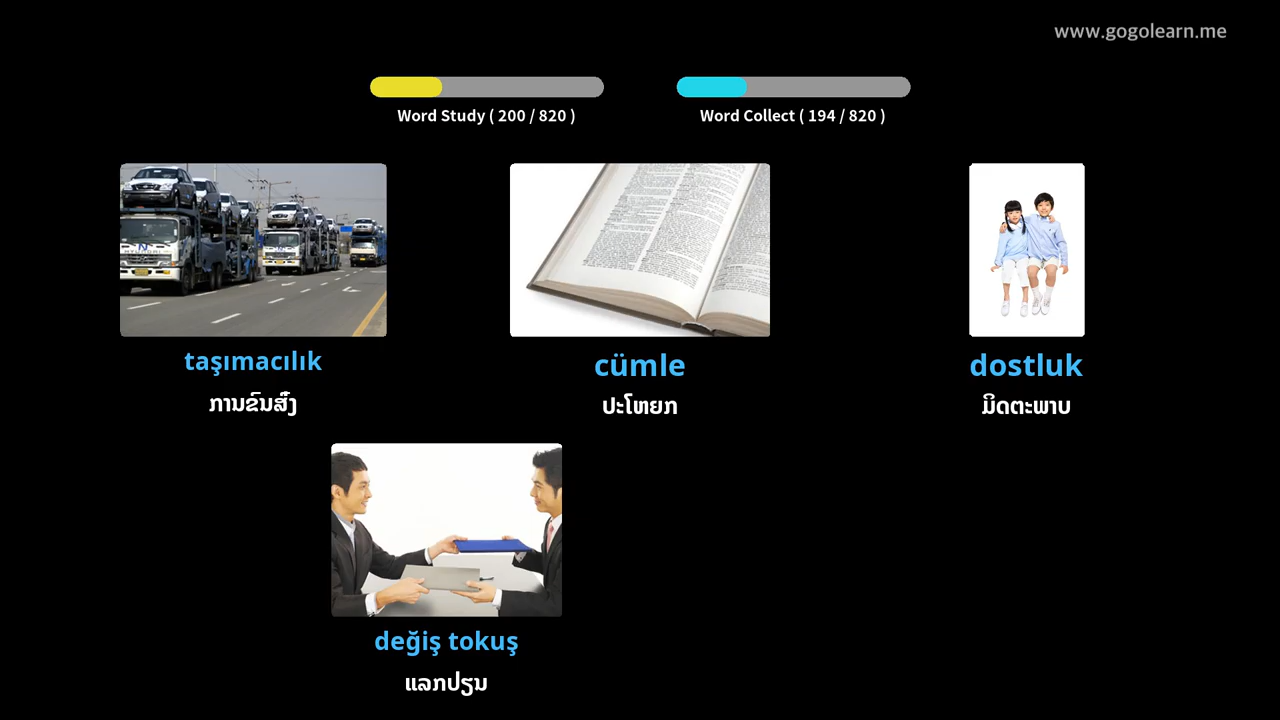 www.gogolearn.me
Word Study ( 200 / 820 )
Word Collect ( 194 / 820 )
taşımacılık
ການຂົນສົ່ງ
cümle
ປະໂຫຍກ
dostluk
ມິດຕະພາບ
değiş tokuş
ແລກປຽນ